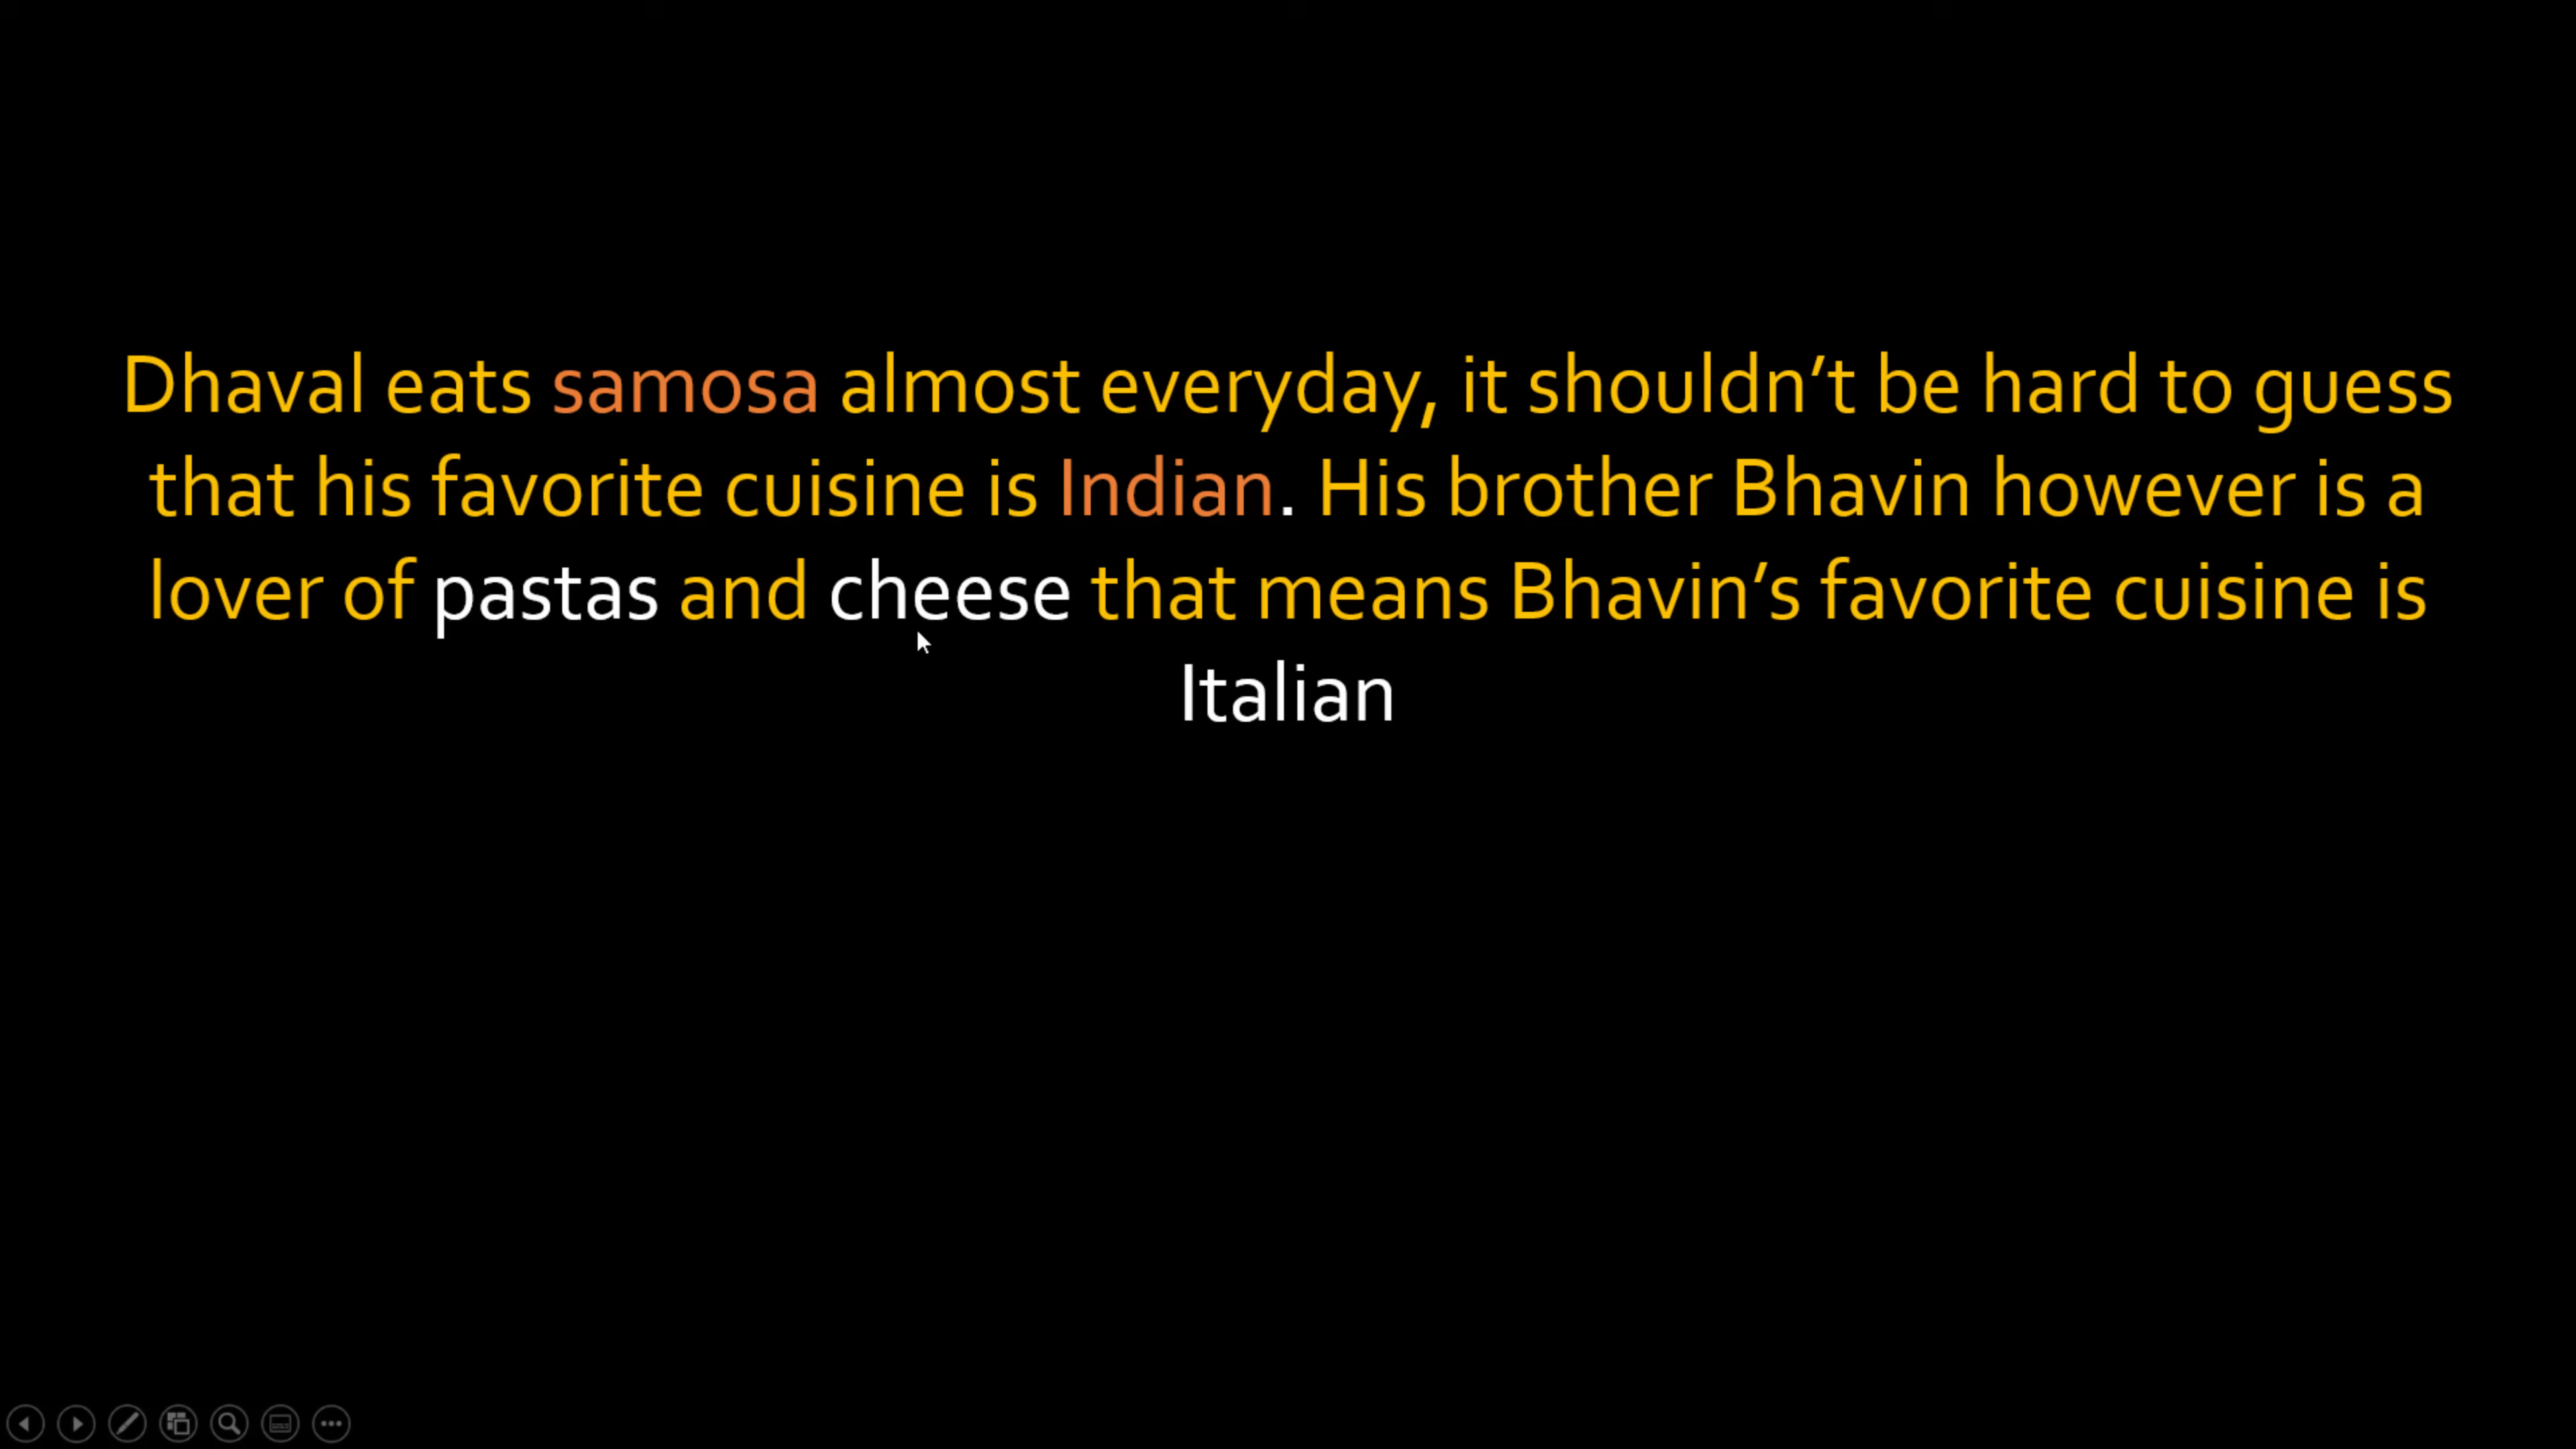 Dhaval eats samosa almost everyday, it shouldn’t be hard to guess
that his favorite cuisine is Indian. His brother Bhavin however is a
lover of pastas and cheese that means Bhavin’s favorite cuisine is
Italian